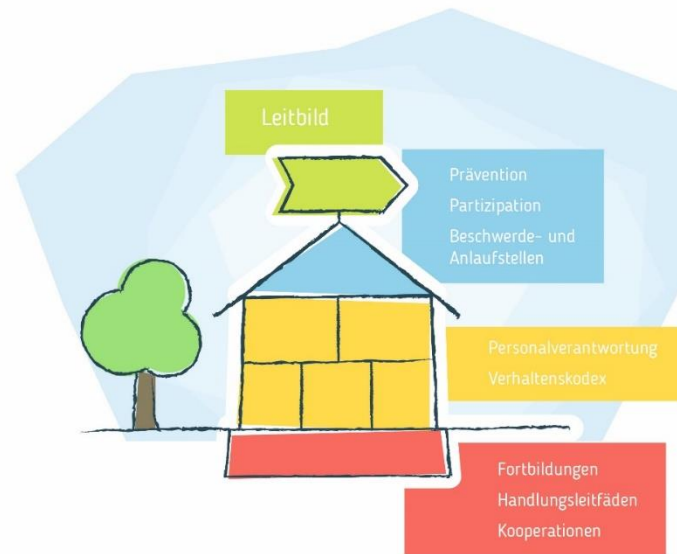 Leitbild
Prävention
Partizipation
Beschwerde- und
Anlaufstellen
Personalverantwortung
Verhaltenskodex
Fortbildungen
Handlungsleitfäden
Kooperationen